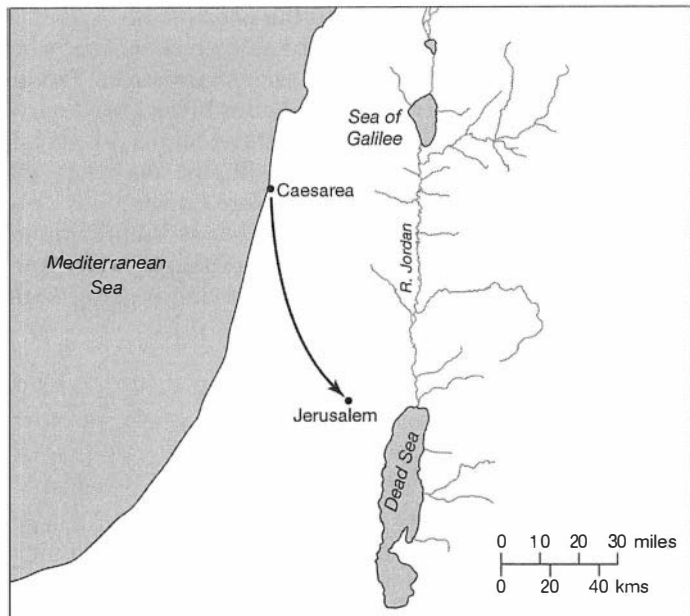 Sea of
Galilee
Caesarea
R. Jordan
Mediterranean
Sea
Jerusalem
Dead Sea
0 10 20 30 miles
0 20 40 kms